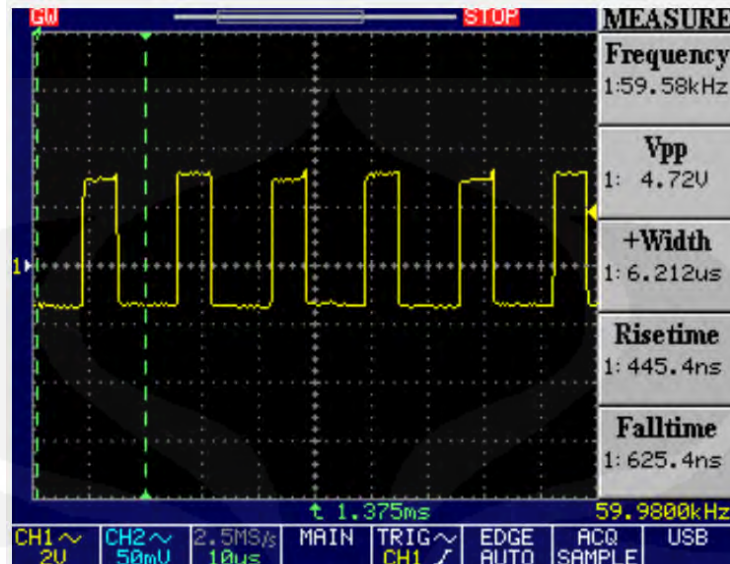 GW STOP MEASURE
Frequency
1:59.58kHz
Vpp
1: 4.72V
+Width
1:6.212us
Risetime
1:445.4ns
Falltime
1:625.4ns
1
1.375ms 59.9800kHz
CH1∿ CH2∿ 2.5MS/s MAIN TRIG∿ EDGE ACQ USB
2V 50mV 10us CH1 AUTO SAMPLE